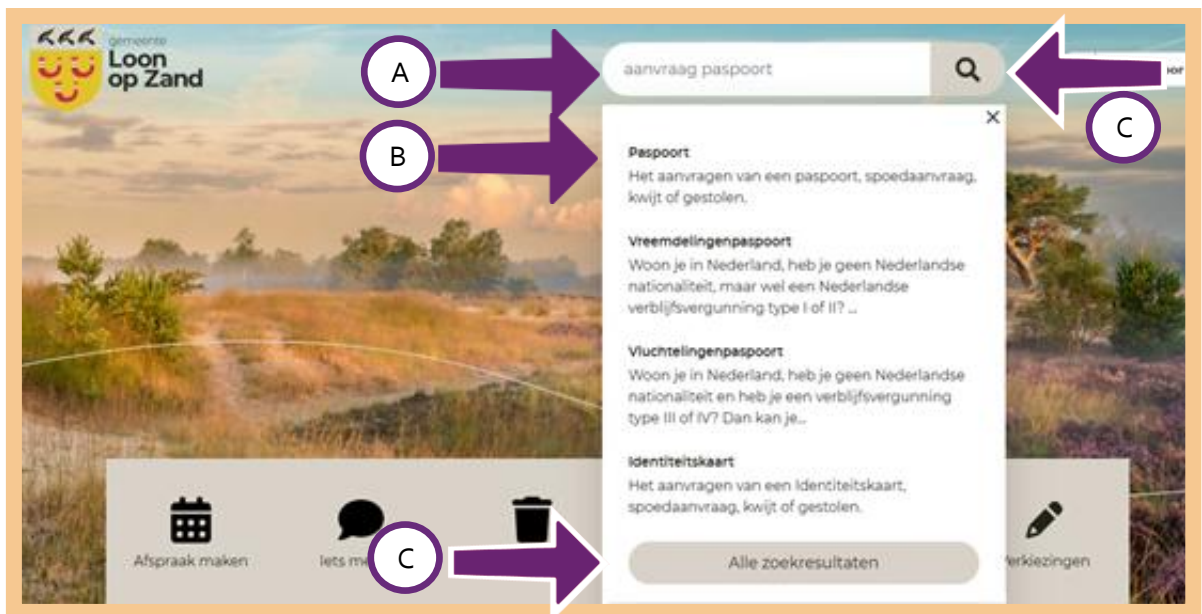 gemeente
Loon
op Zand
A
aanvraag paspoort
C
B
Paspoort
Het aanvragen van een paspoort, spoedaanvraag,
kwijt of gestolen.
Vreemdelingenpaspoort
Woon je in Nederland, heb je geen Nederlandse
nationaliteit, maar wel een Nederlandse
verblijfsvergunning type I of II? ...
Vluchtelingenpaspoort
Woon je in Nederland, heb je geen Nederlandse
nationaliteit en heb je een verblijfsvergunning
type III of IV? Dan kan je...
Identiteitskaart
Het aanvragen van een Identiteitskaart,
spoedaanvraag, kwijt of gestolen.
Afspraak maken
Iets
C
Alle zoekresultaten
erkiezingen